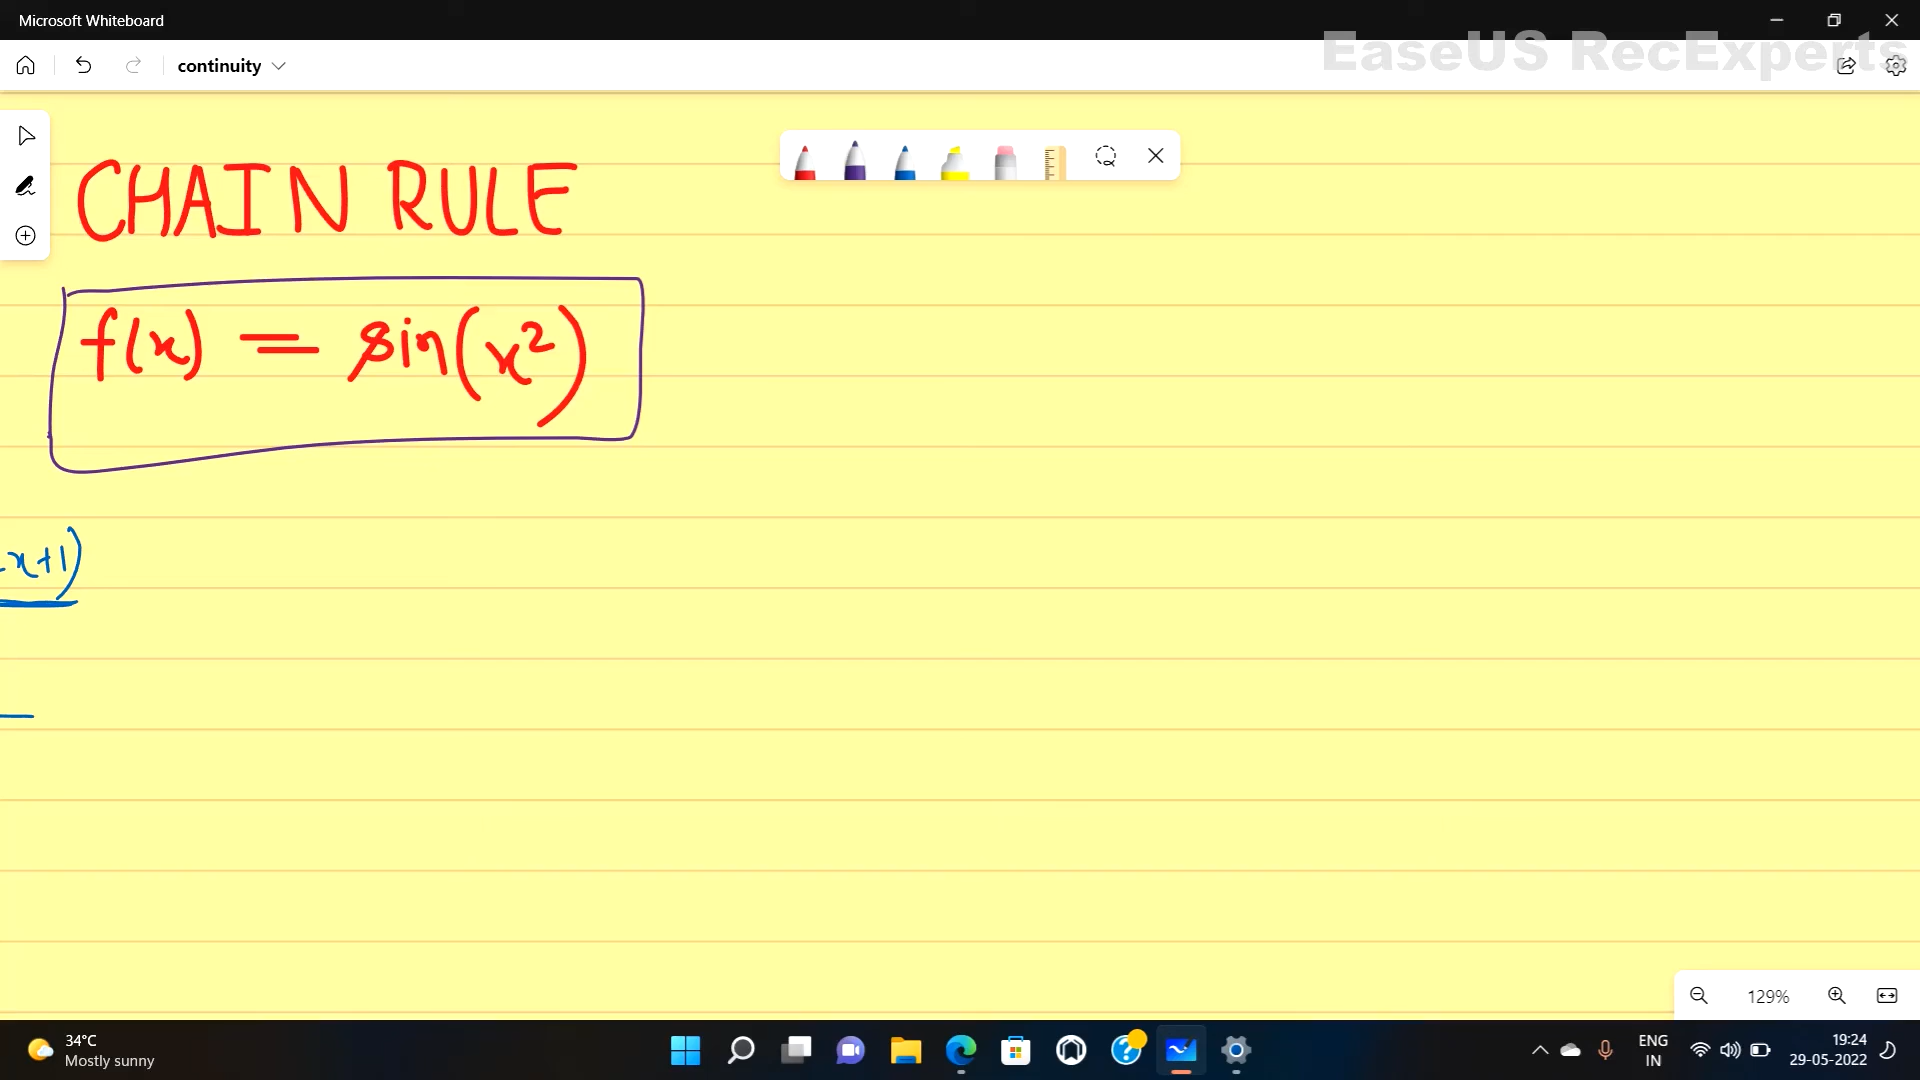 Microsoft Whiteboard
EaseUS RecExperts
continuity
CHAIN RULE
f(x) = sin(x²)
x+1)
129%
34°C
Mostly sunny
ENG
IN
19:24
29-05-2022